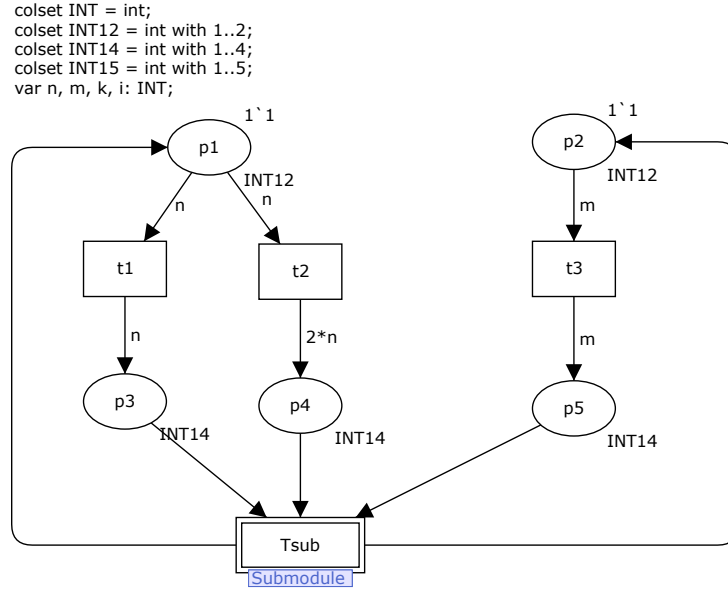 colset INT = int;
colset INT12 = int with 1..2;
colset INT14 = int with 1..4;
colset INT15 = int with 1..5;
var n, m, k, i: INT;
1`1
1`1
p1
p2
INT12
INT12
n
n
m
t1
t2
t3
n
2*n
m
p3
p4
p5
INT14
INT14
INT14
Tsub
Submodule